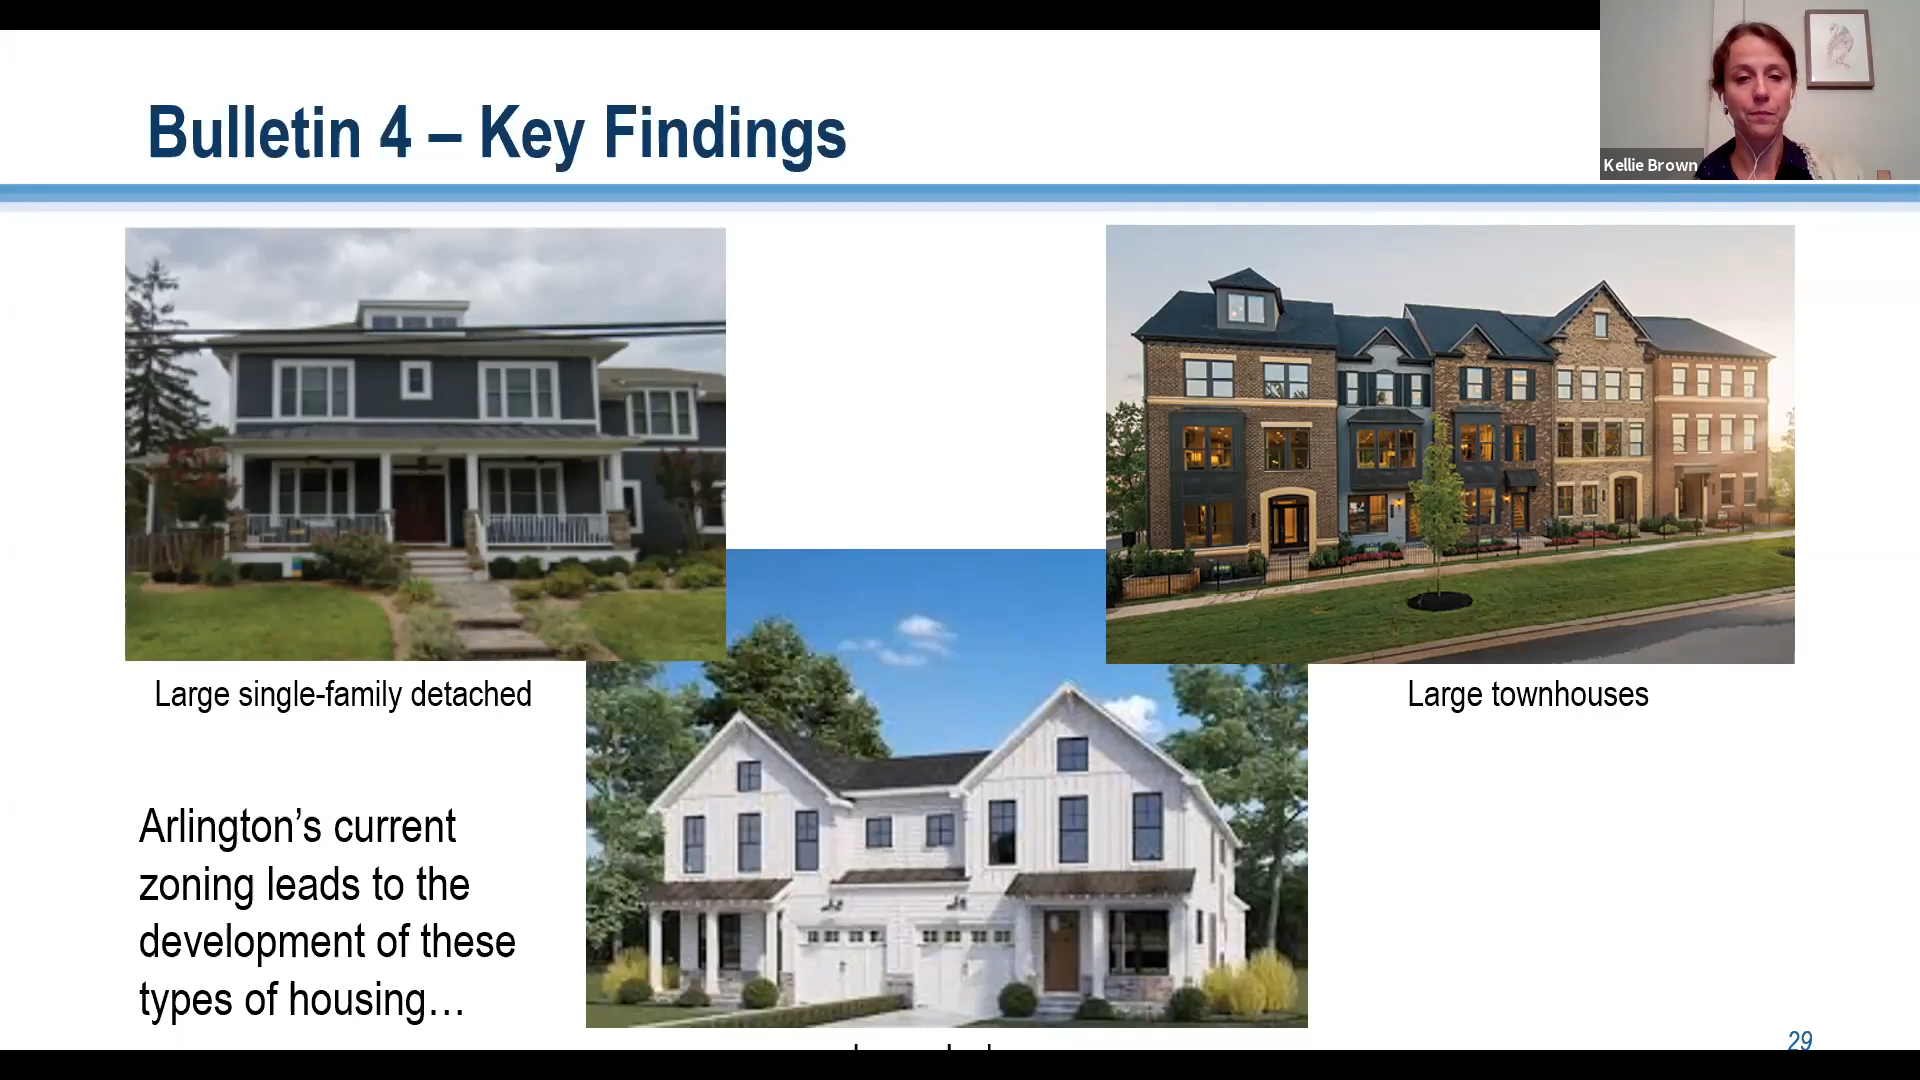 Bulletin 4 – Key Findings
Kellie Brown
Large single-family detached
Large townhouses
Arlington’s current
zoning leads to the
development of these
types of housing…
29